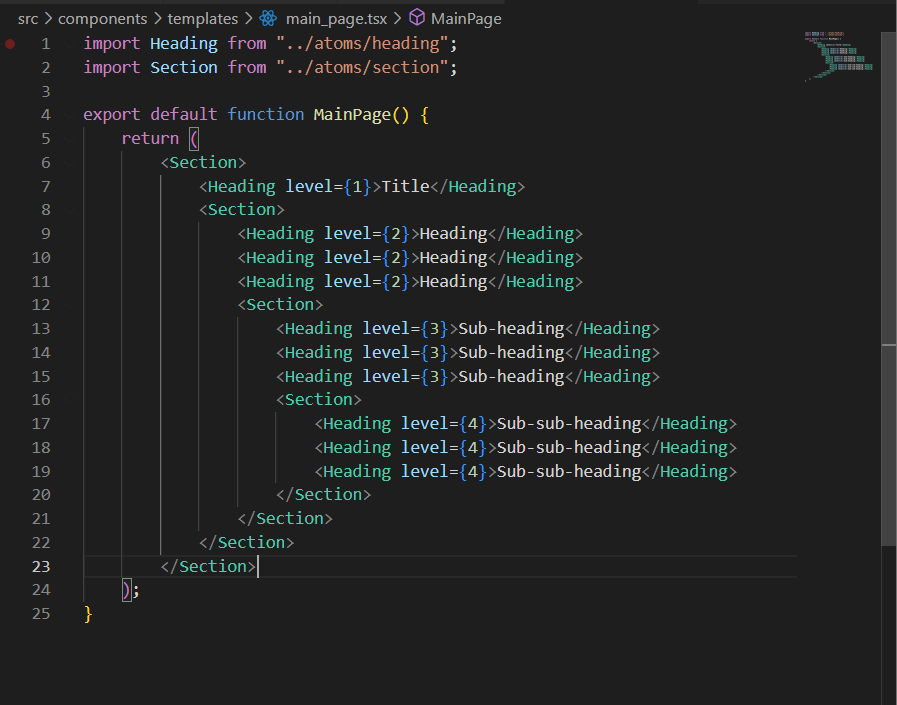 src > components > templates > main_page.tsx > MainPage
1 import Heading from "../atoms/heading";
2 import Section from "../atoms/section";
3
4 export default function MainPage() {
5     return (
6         <Section>
7             <Heading level={1}>Title</Heading>
8             <Section>
9                 <Heading level={2}>Heading</Heading>
10                 <Heading level={2}>Heading</Heading>
11                 <Heading level={2}>Heading</Heading>
12                 <Section>
13                     <Heading level={3}>Sub-heading</Heading>
14                     <Heading level={3}>Sub-heading</Heading>
15                     <Heading level={3}>Sub-heading</Heading>
16                     <Section>
17                         <Heading level={4}>Sub-sub-heading</Heading>
18                         <Heading level={4}>Sub-sub-heading</Heading>
19                         <Heading level={4}>Sub-sub-heading</Heading>
20                     </Section>
21                 </Section>
22             </Section>
23         </Section>
24     );
25 }